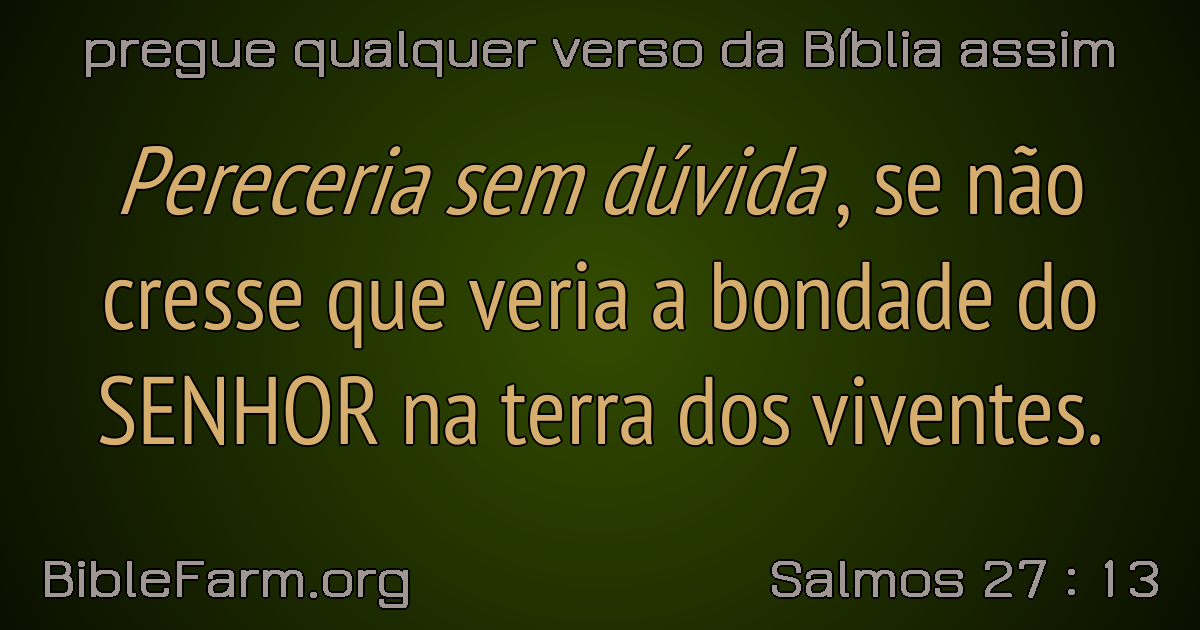 pregue qualquer verso da Bíblia assim
Pereceria sem dúvida, se não
cresse que veria a bondade do
SENHOR na terra dos viventes.
BibleFarm.org
Salmos 27 : 13